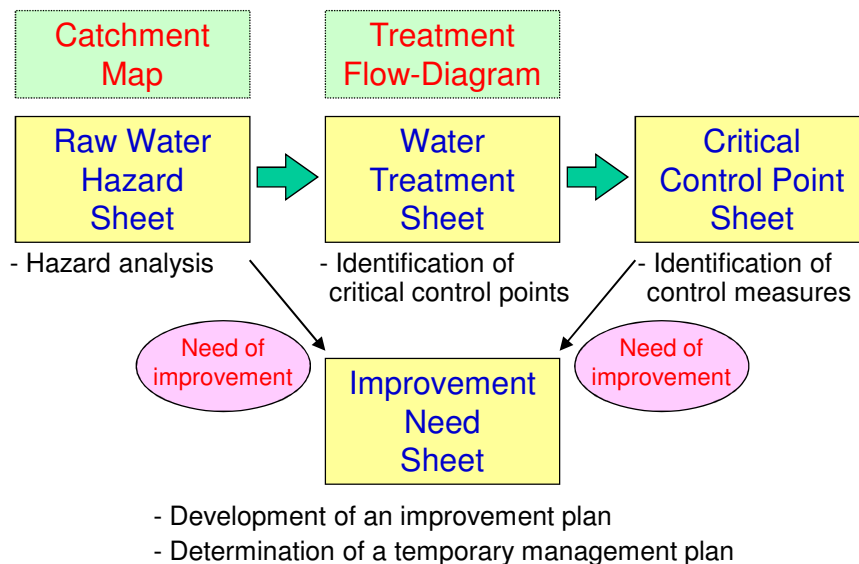 Catchment
Map
Treatment
Flow-Diagram
Raw Water
Hazard
Sheet
Water
Treatment
Sheet
Critical
Control Point
Sheet
- Hazard analysis
- Identification of
critical control points
- Identification of
control measures
Need of
improvement
Need of
improvement
Improvement
Need
Sheet
- Development of an improvement plan
- Determination of a temporary management plan